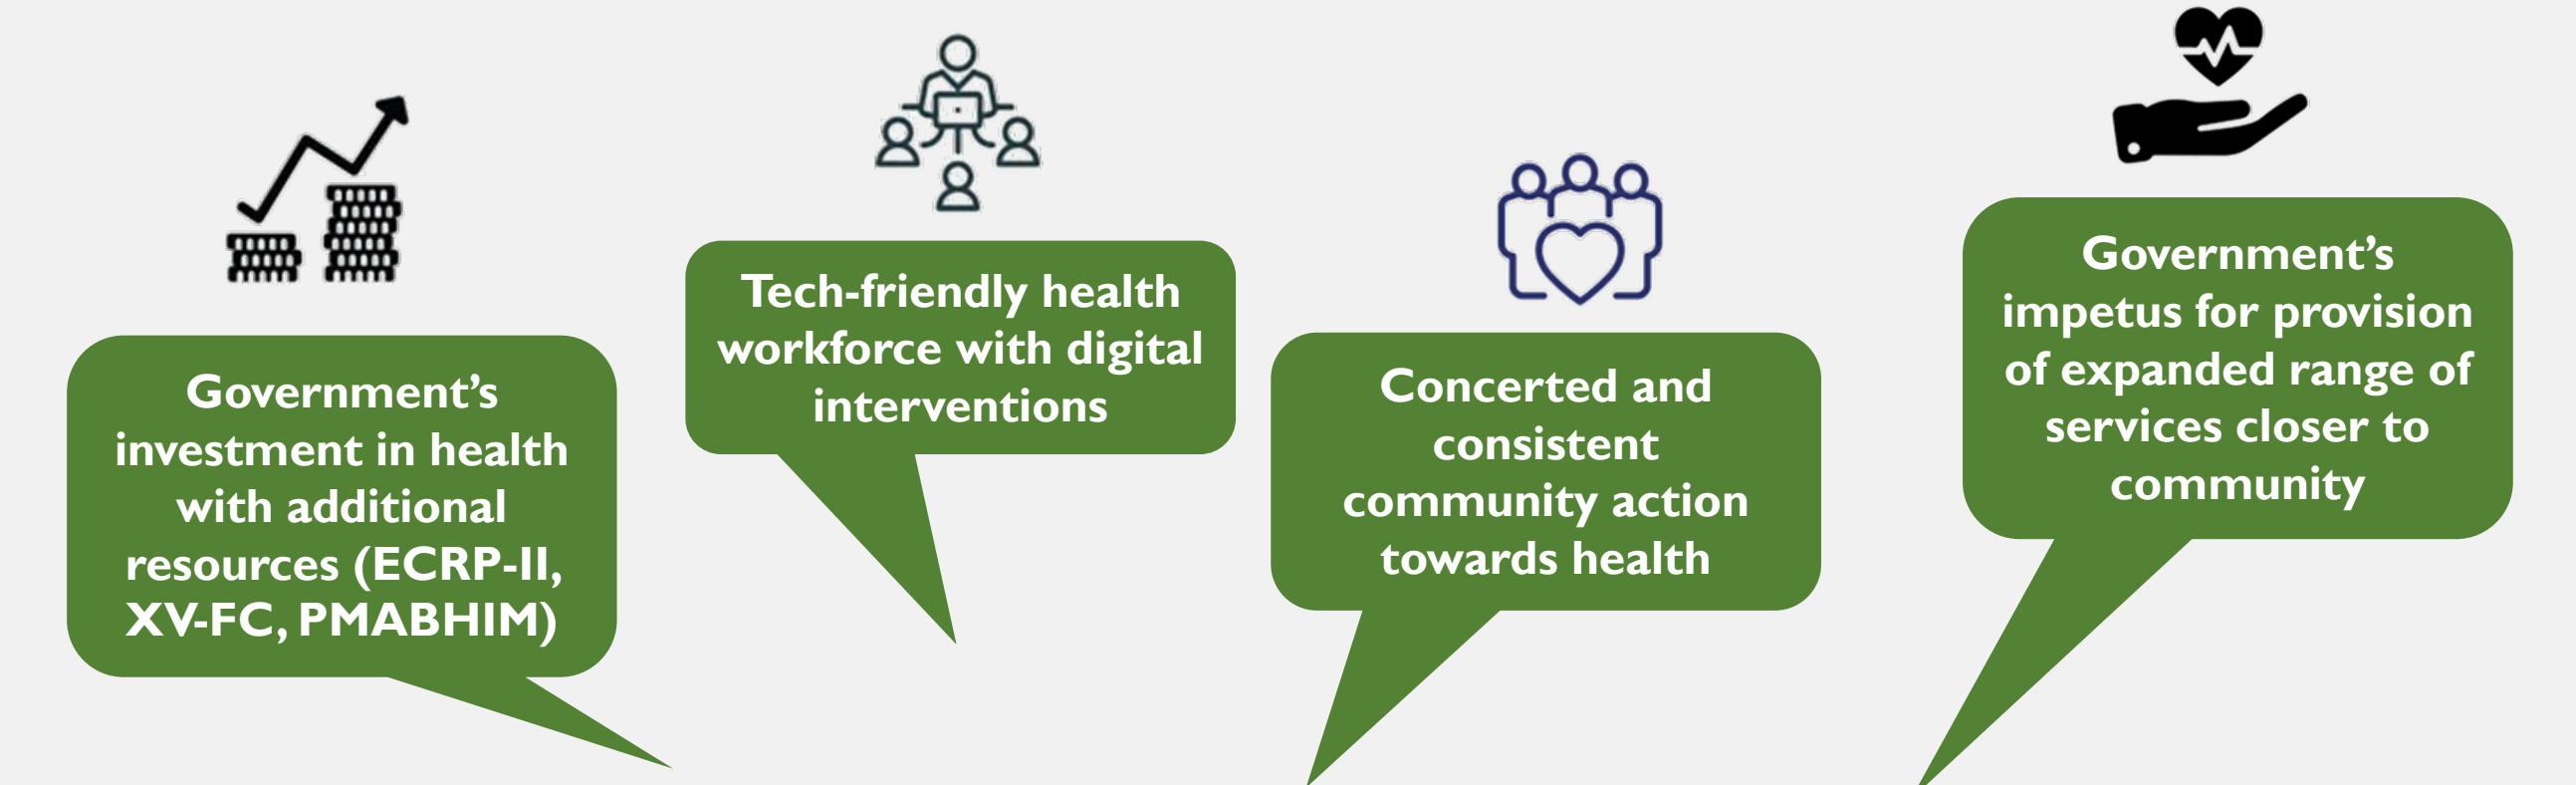 Government’s
investment in health
with additional
resources (ECRP-II,
XV-FC, PMABHIM)
Tech-friendly health
workforce with digital
interventions
Concerted and
consistent
community action
towards health
Government’s
impetus for provision
of expanded range of
services closer to
community